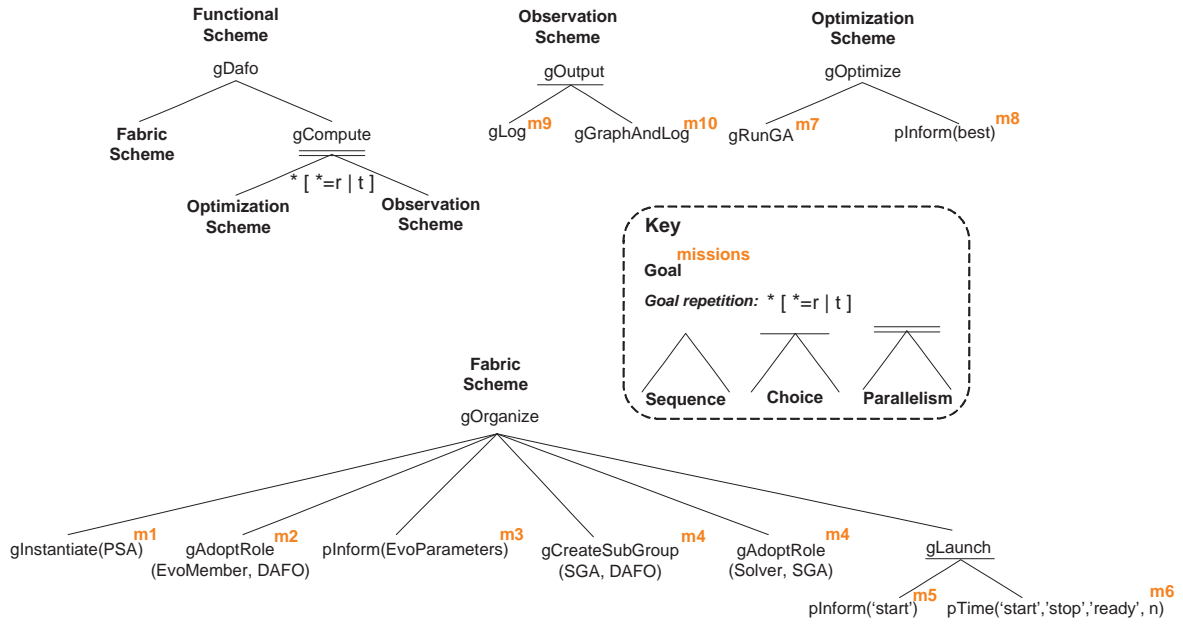 Functional
Scheme
gDafo
Fabric
Scheme
gCompute
* [ *=r | t ]
Optimization
Scheme
Observation
Scheme
Observation
Scheme
gOutput
gLog m9
gGraphAndLog m10
Optimization
Scheme
gOptimize
gRunGA m7
pInform(best) m8
Key
missions
Goal
Goal repetition: * [ *=r | t ]
Sequence Choice Parallelism
Fabric
Scheme
gOrganize
gInstantiate(PSA) m1
gAdoptRole m2
(EvoMember, DAFO)
pInform(EvoParameters) m3
gCreateSubGroup m4
(SGA, DAFO)
gAdoptRole m4
(Solver, SGA)
gLaunch
pInform(‘start’) m5
pTime(‘start’,’stop’,’ready’, n) m6